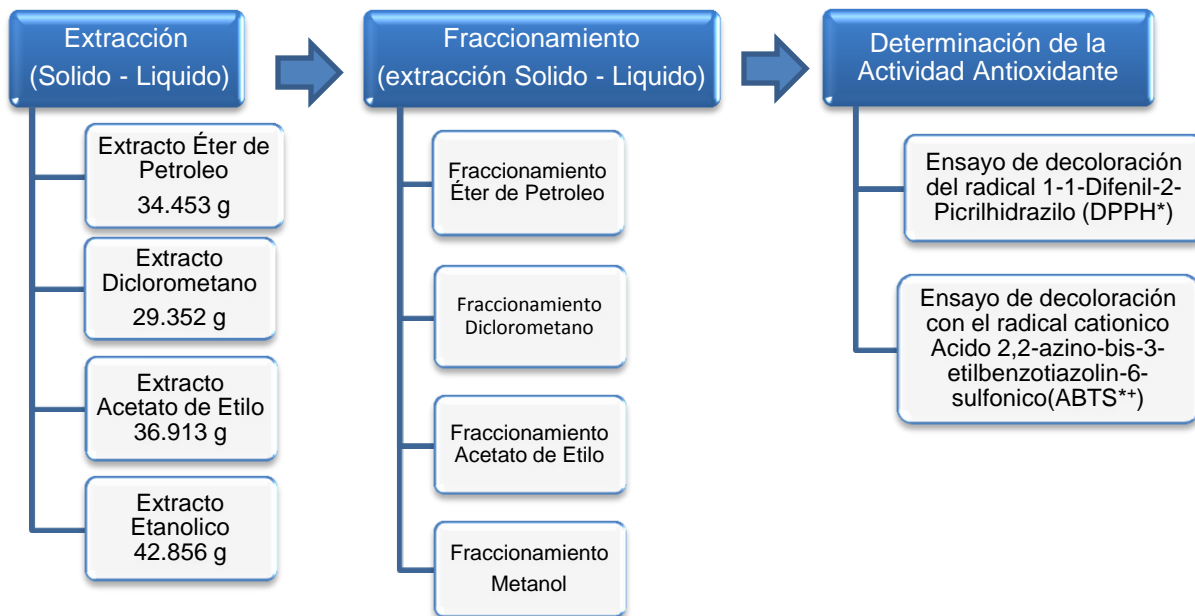 Extracción
(Solido - Liquido)
Extracto Éter de
Petroleo
34.453 g
Extracto
Diclorometano
29.352 g
Extracto
Acetato de Etilo
36.913 g
Extracto
Etanolico
42.856 g
Fraccionamiento
(extracción Solido - Liquido)
Fraccionamiento
Éter de Petroleo
Fraccionamiento
Diclorometano
Fraccionamiento
Acetato de Etilo
Fraccionamiento
Metanol
Determinación de la
Actividad Antioxidante
Ensayo de decoloración
del radical 1-1-Difenil-2-
Picrilhidrazilo (DPPH*)
Ensayo de decoloración
con el radical cationico
Acido 2,2-azino-bis-3-
etilbenzotiazolin-6-
sulfonico(ABTS*⁺)